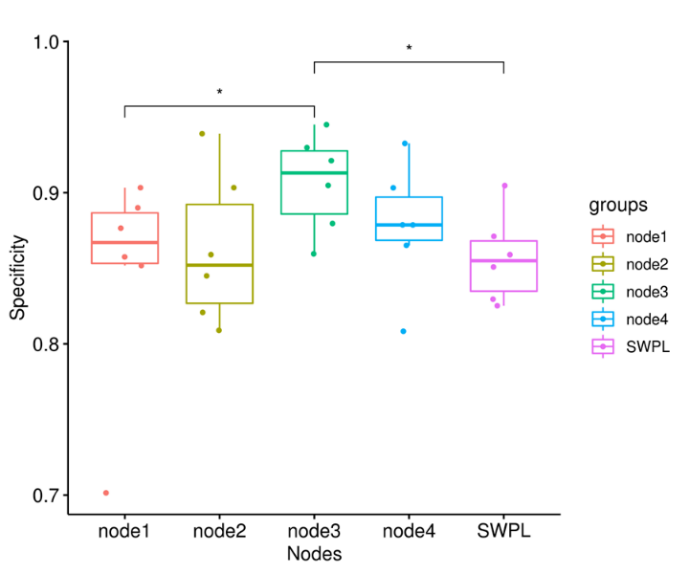 1.0
0.9
0.8
0.7
Specificity
*
*
node1 node2 node3 node4 SWPL
Nodes
groups
node1
node2
node3
node4
SWPL